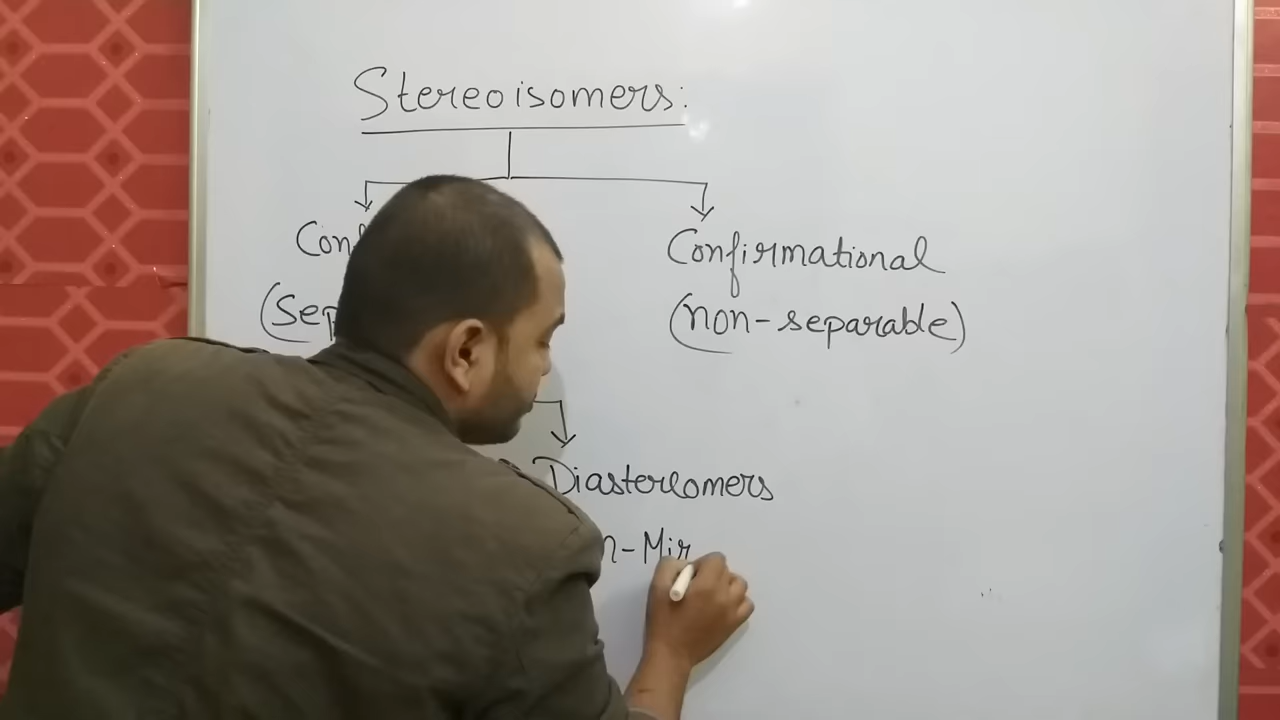 Stereoisomers:
Confirmational
(non-separable)
Diastereomers
n-Mir